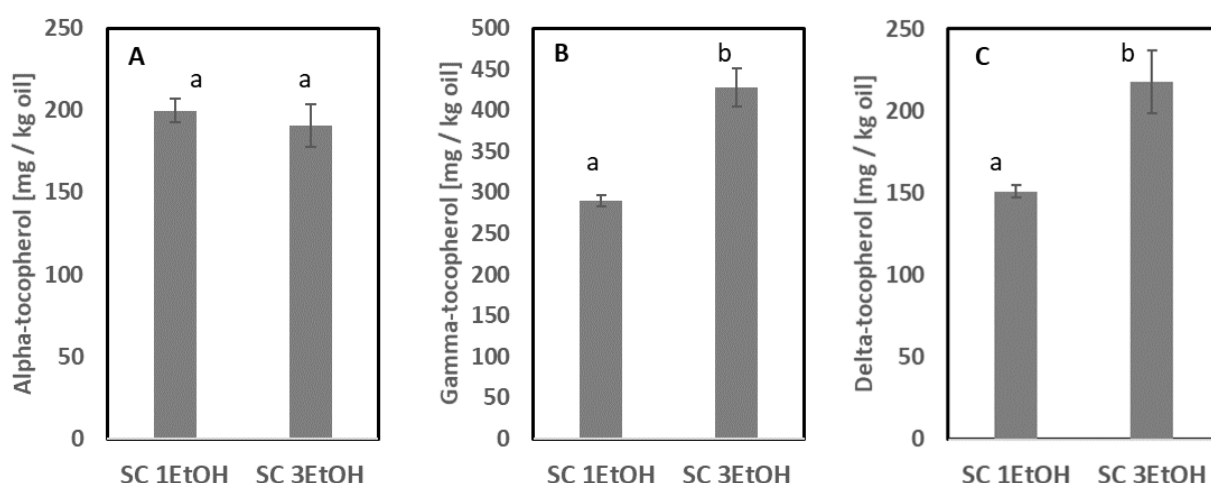 Alpha-tocopherol [mg / kg oil]
250
200
150
100
50
0
A
a
a
SC 1EtOH
SC 3EtOH
Gamma-tocopherol [mg / kg oil]
500
450
400
350
300
250
200
150
100
50
0
B
a
b
SC 1EtOH
SC 3EtOH
Delta-tocopherol [mg / kg oil]
250
200
150
100
50
0
C
a
b
SC 1EtOH
SC 3EtOH